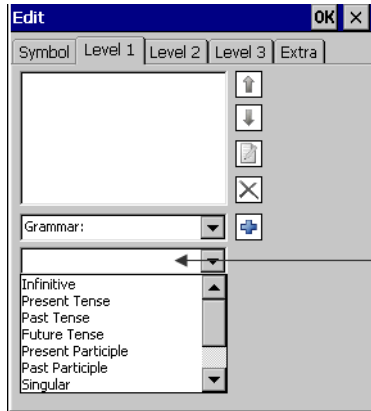 Edit OK
Symbol Level 1 Level 2 Level 3 Extra
Grammar:
Infinitive
Present Tense
Past Tense
Future Tense
Present Participle
Past Participle
Singular